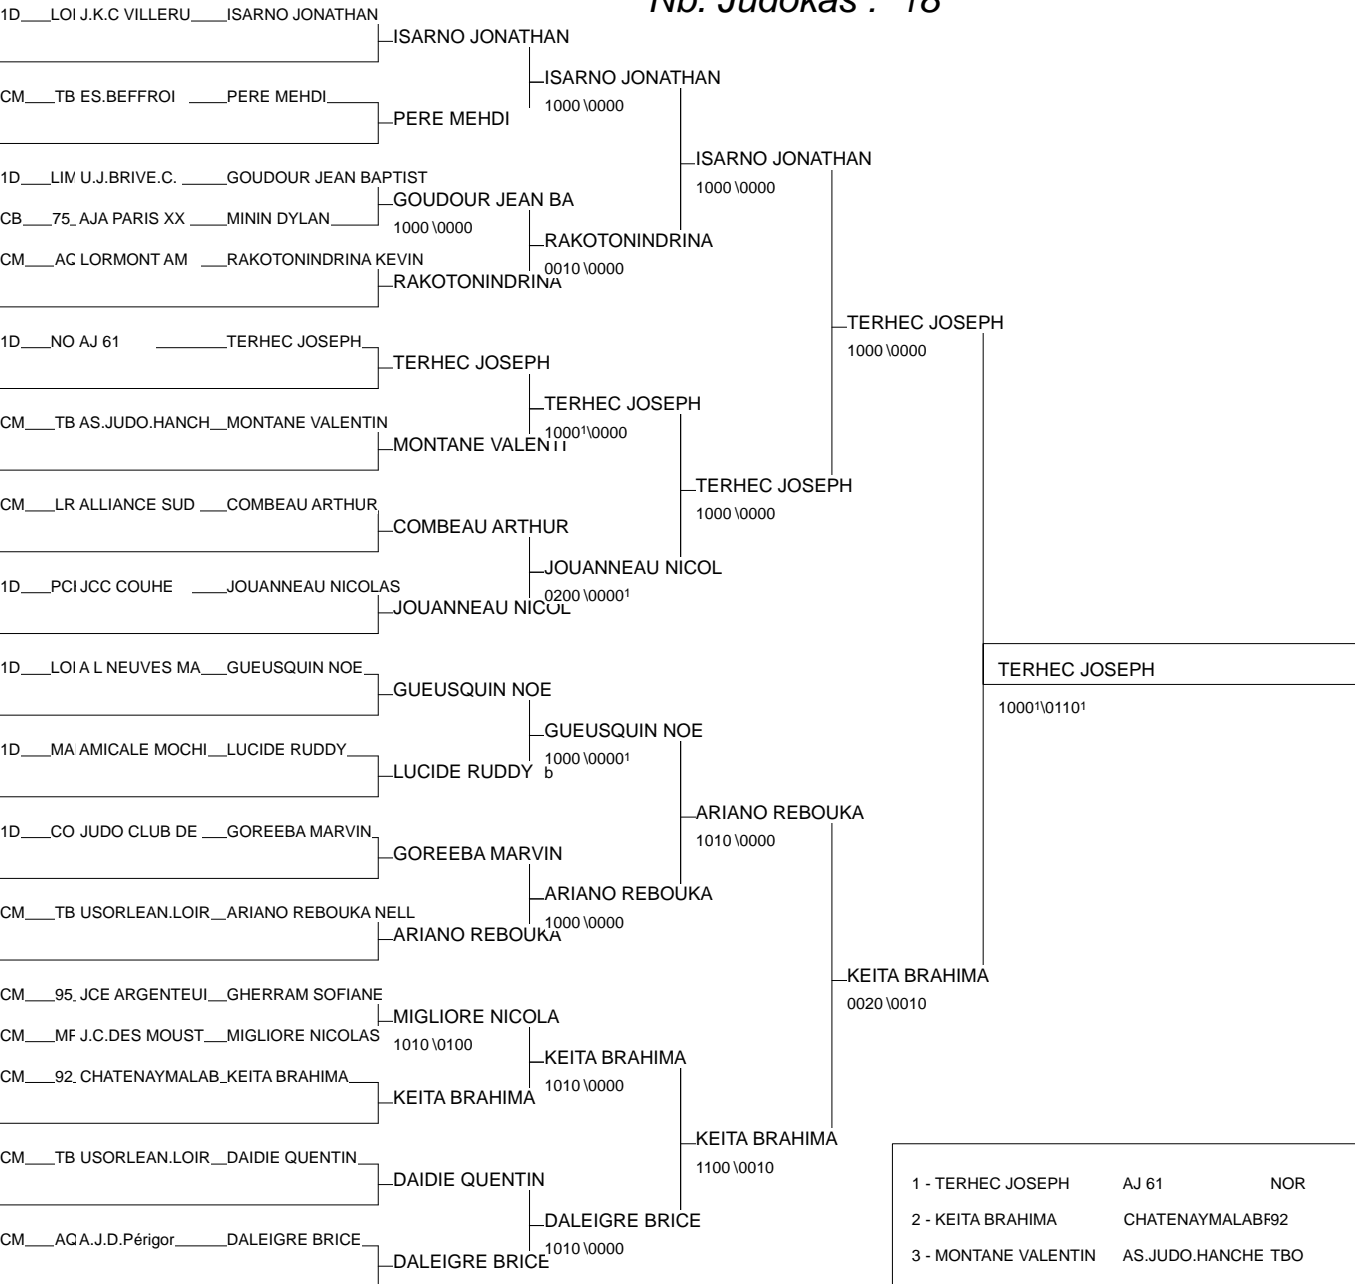 Nb. Judokas : 18
1D LOI J.K.C VILLERU ISARNO JONATHAN
ISARNO JONATHAN
ISARNO JONATHAN
1000 \0000
CM TB ES.BEFFROI PERE MEHDI
PERE MEHDI
ISARNO JONATHAN
1000 \0000
1D LIM U.J.BRIVE.C. GOUDOUR JEAN BAPTIST
GOUDOUR JEAN BA
1000 \0000
CB 75 AJA PARIS XX MININ DYLAN
RAKOTONINDRINA
0010 \0000
CM AQ LORMONT AM RAKOTONINDRINA KEVIN
RAKOTONINDRINA
TERHEC JOSEPH
1000 \0000
1D NO AJ 61 TERHEC JOSEPH
TERHEC JOSEPH
TERHEC JOSEPH
1000¹\0000
CM TB AS.JUDO.HANCH MONTANE VALENTIN
MONTANE VALENTI
TERHEC JOSEPH
1000 \0000
CM LR ALLIANCE SUD COMBEAU ARTHUR
COMBEAU ARTHUR
JOUANNEAU NICOL
0200 \0000¹
1D PCI JCC COUHE JOUANNEAU NICOLAS
JOUANNEAU NICOL
TERHEC JOSEPH
1000¹\0110¹
1D LOI A L NEUVES MA GUEUSQUIN NOE
GUEUSQUIN NOE
GUEUSQUIN NOE
1000 \0000¹
b
1D MA AMICALE MOCHI LUCIDE RUDDY
LUCIDE RUDDY
ARIANO REBOUKA
1010 \0000
1D CO JUDO CLUB DE GOREEBA MARVIN
GOREEBA MARVIN
ARIANO REBOUKA
1000 \0000
CM TB USORLEAN.LOIR ARIANO REBOUKA NELL
ARIANO REBOUKA
KEITA BRAHIMA
0020 \0010
CM 95 JCE ARGENTEUI GHERRAM SOFIANE
MIGLIORE NICOLA
1010 \0100
CM MP J.C.DES MOUST MIGLIORE NICOLAS
KEITA BRAHIMA
1010 \0000
CM 92 CHATENAYMALAB KEITA BRAHIMA
KEITA BRAHIMA
KEITA BRAHIMA
1100 \0010
CM TB USORLEAN.LOIR DAIDIE QUENTIN
DAIDIE QUENTIN
DALEIGRE BRICE
1010 \0000
CM AQ A.J.D.Périgor DALEIGRE BRICE
DALEIGRE BRICE
1 - TERHEC JOSEPH AJ 61 NOR
2 - KEITA BRAHIMA CHATENAYMALABR 92
3 - MONTANE VALENTIN AS.JUDO.HANCHE TBO